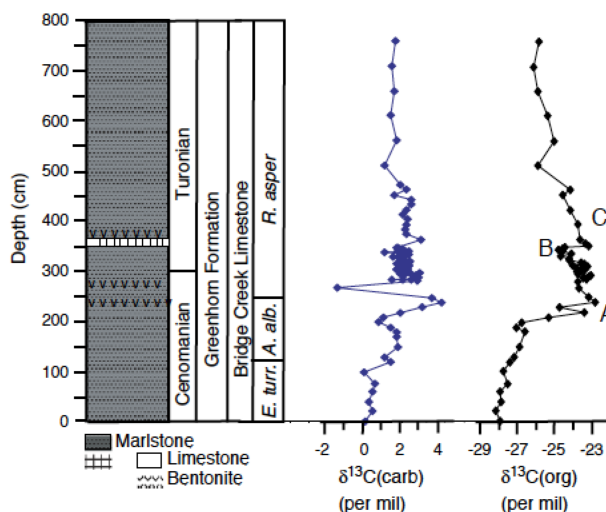 800
700
600
500
400
300
200
100
0
Depth (cm)
Cenomanian
Turonian
Greenhorn Formation
Bridge Creek Limestone
E. turr.
A. alb.
R. asper
C
B
A
-2 0 2 4
-29 -27 -25 -23
δ13C(carb)
(per mil)
δ13C(org)
(per mil)
Marlstone
Limestone
Bentonite